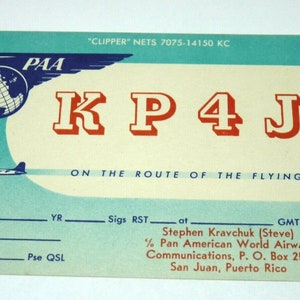 "CLIPPER" NETS 7075-14150 KC
PAA
KP4J
ON THE ROUTE OF THE FLYING
YR Sigs RST at GMT
Stephen Kravchuk (Steve)
℅ Pan American World Airway
Communications, P. O. Box 2
Pse QSL San Juan, Puerto Rico